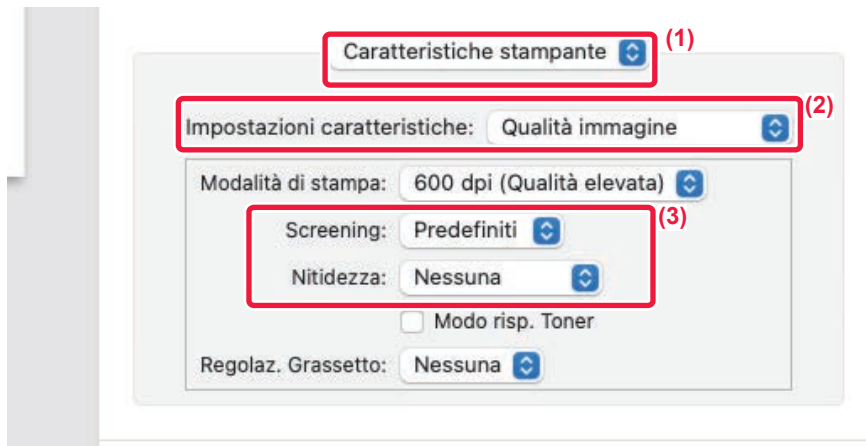 Caratteristiche stampante (1)
Impostazioni caratteristiche: Qualità immagine (2)
Modalità di stampa: 600 dpi (Qualità elevata)
Screening: Predefiniti (3)
Nitidezza: Nessuna
Modo risp. Toner
Regolaz. Grassetto: Nessuna